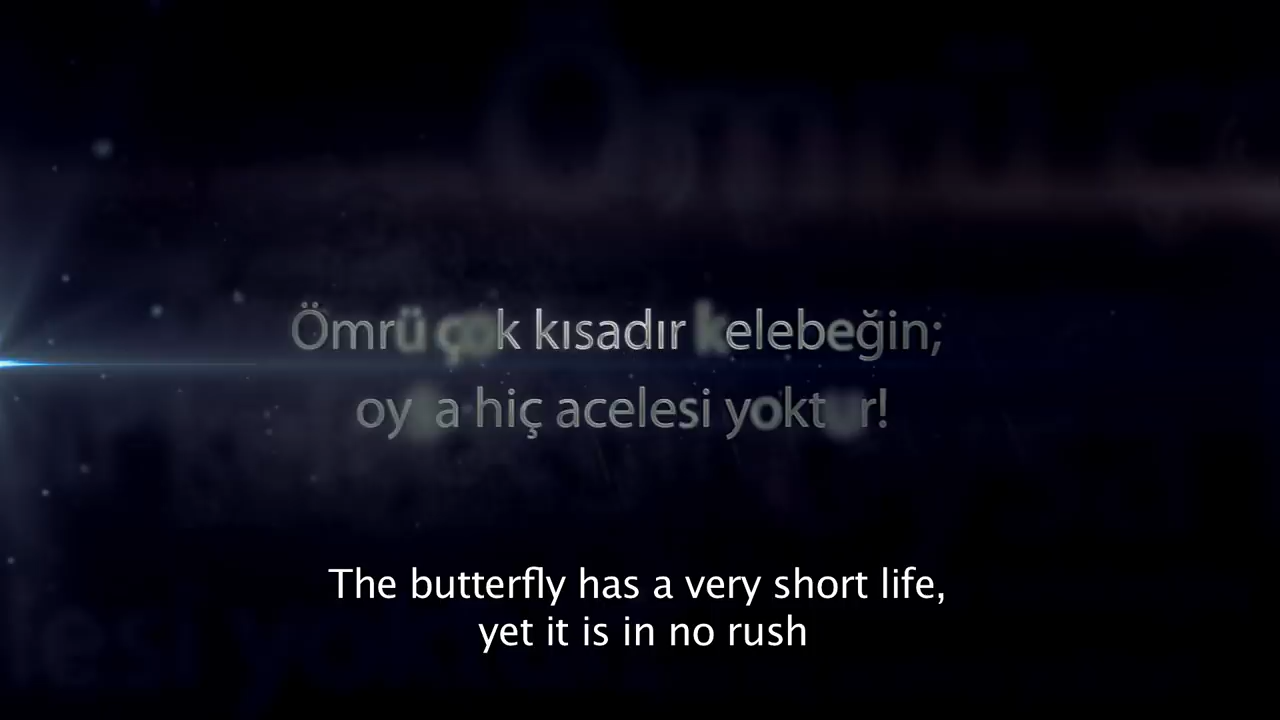 Ömrü çok kısadır kelebeğin;
oysa hiç acelesi yoktur!
The butterfly has a very short life,
yet it is in no rush